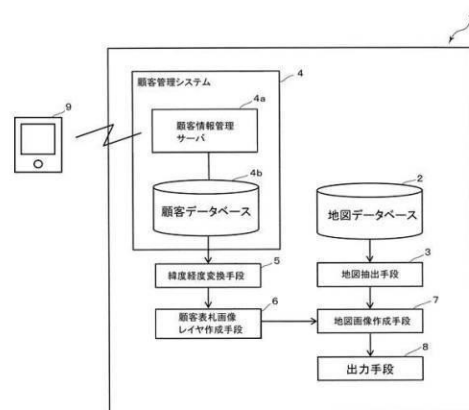 顧客管理システム
4
4a
顧客情報管理
サーバ
9
4b
顧客データベース
2
地図データベース
5
緯度経度変換手段
3
地図抽出手段
6
顧客表札画像
レイヤ作成手段
7
地図画像作成手段
8
出力手段